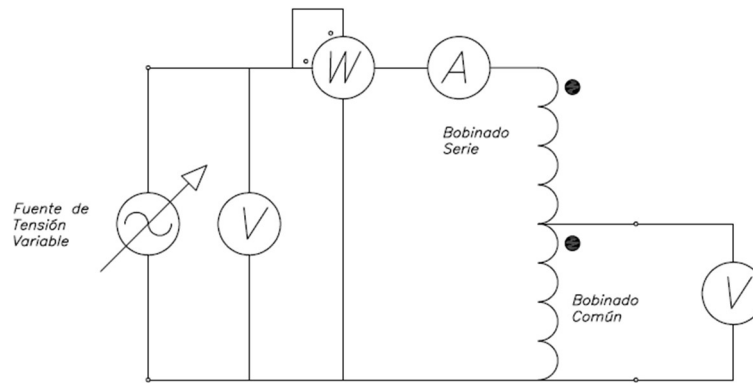 W
A
Bobinado
Serie
Fuente de
Tensión
Variable
V
Bobinado
Común
V